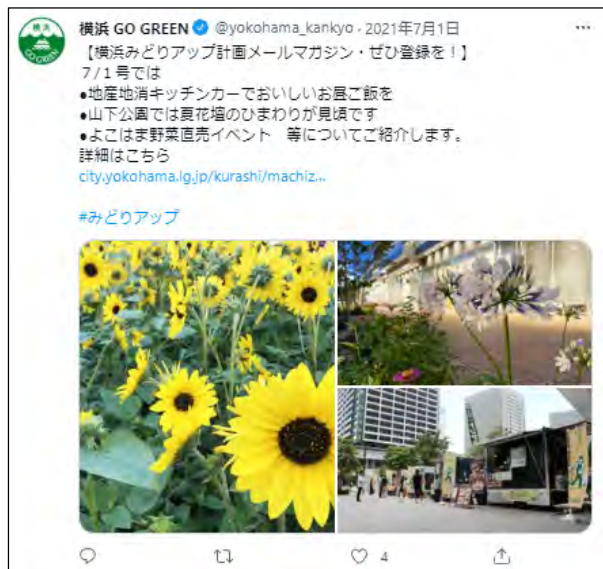 横浜 GO GREEN @yokohama_kankyo · 2021年7月1日
【横浜みどりアップ計画メールマガジン・ぜひ登録を！】
７/１号では
●地産地消キッチンカーでおいしいお昼ご飯を
●山下公園では夏花壇のひまわりが見頃です
●よこはま野菜直売イベント　等についてご紹介します。
詳細はこちら
city.yokohama.lg.jp/kurashi/machiz...
#みどりアップ
4
横浜
GO GREEN